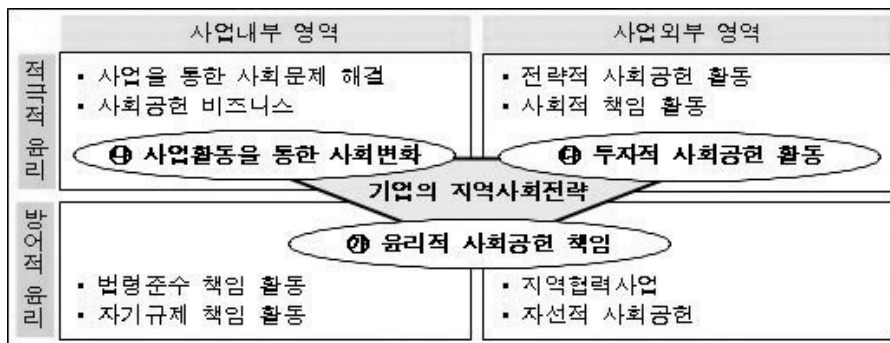 사업내부 영역
사업외부 영역
적극적 윤리
▪ 사업을 통한 사회문제 해결
▪ 사회공헌 비즈니스
▪ 전략적 사회공헌 활동
▪ 사회적 책임 활동
㉯ 사업활동을 통한 사회변화
㉰ 투자적 사회공헌 활동
기업의 지역사회전략
㉮ 윤리적 사회공헌 책임
방어적 윤리
▪ 법령준수 책임 활동
▪ 자기규제 책임 활동
▪ 지역협력사업
▪ 자선적 사회공헌